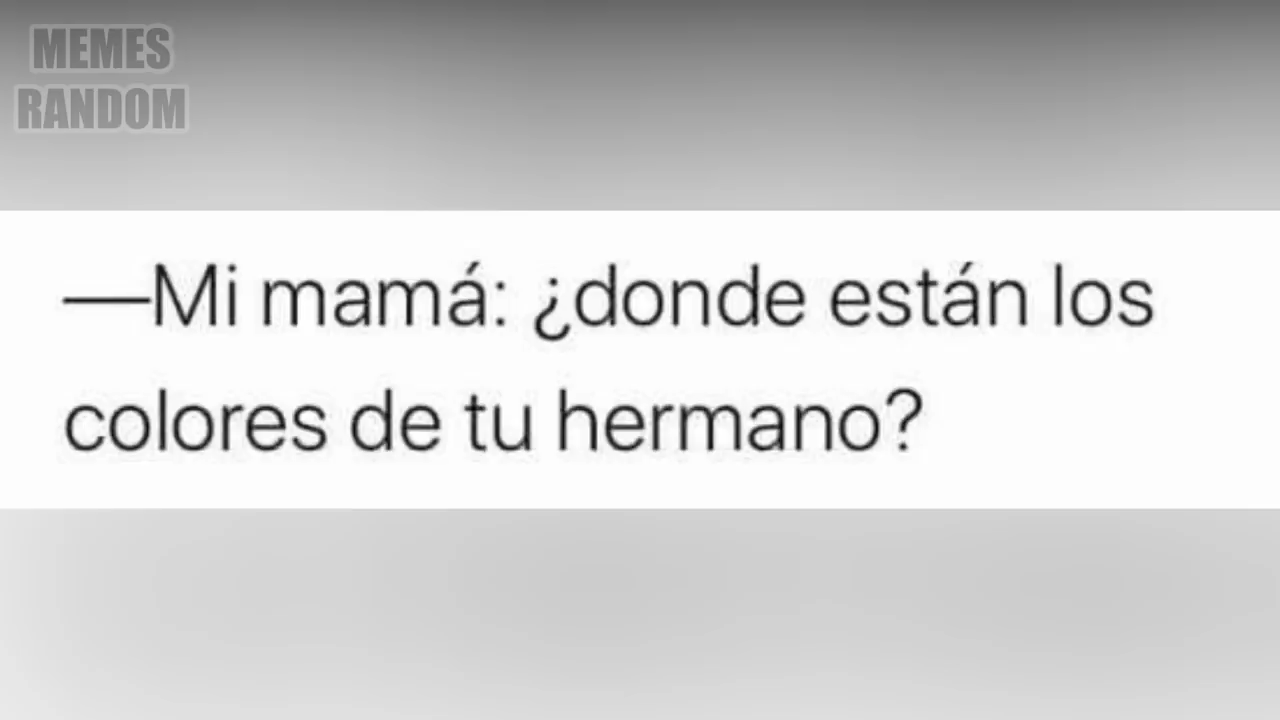 MEMES
RANDOM
—Mi mamá: ¿donde están los
colores de tu hermano?